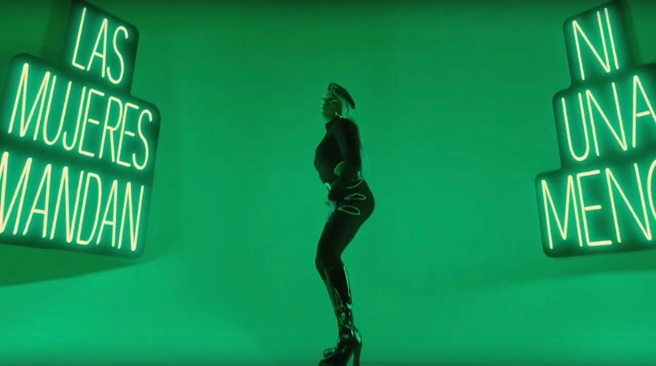 LAS
MUJERES
MANDAN
NI
UNA
MENO